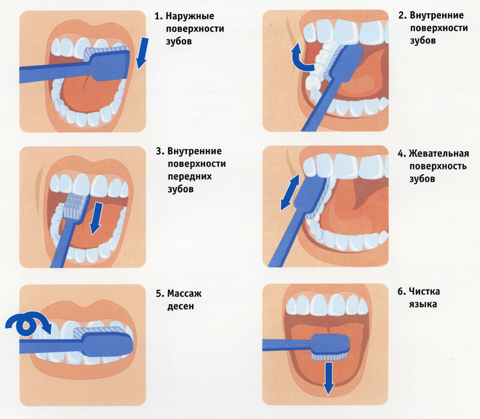 1. Наружные
поверхности
зубов
2. Внутренние
поверхности
зубов
3. Внутренние
поверхности
передних
зубов
4. Жевательная
поверхность
зубов
5. Массаж
десен
6. Чистка
языка